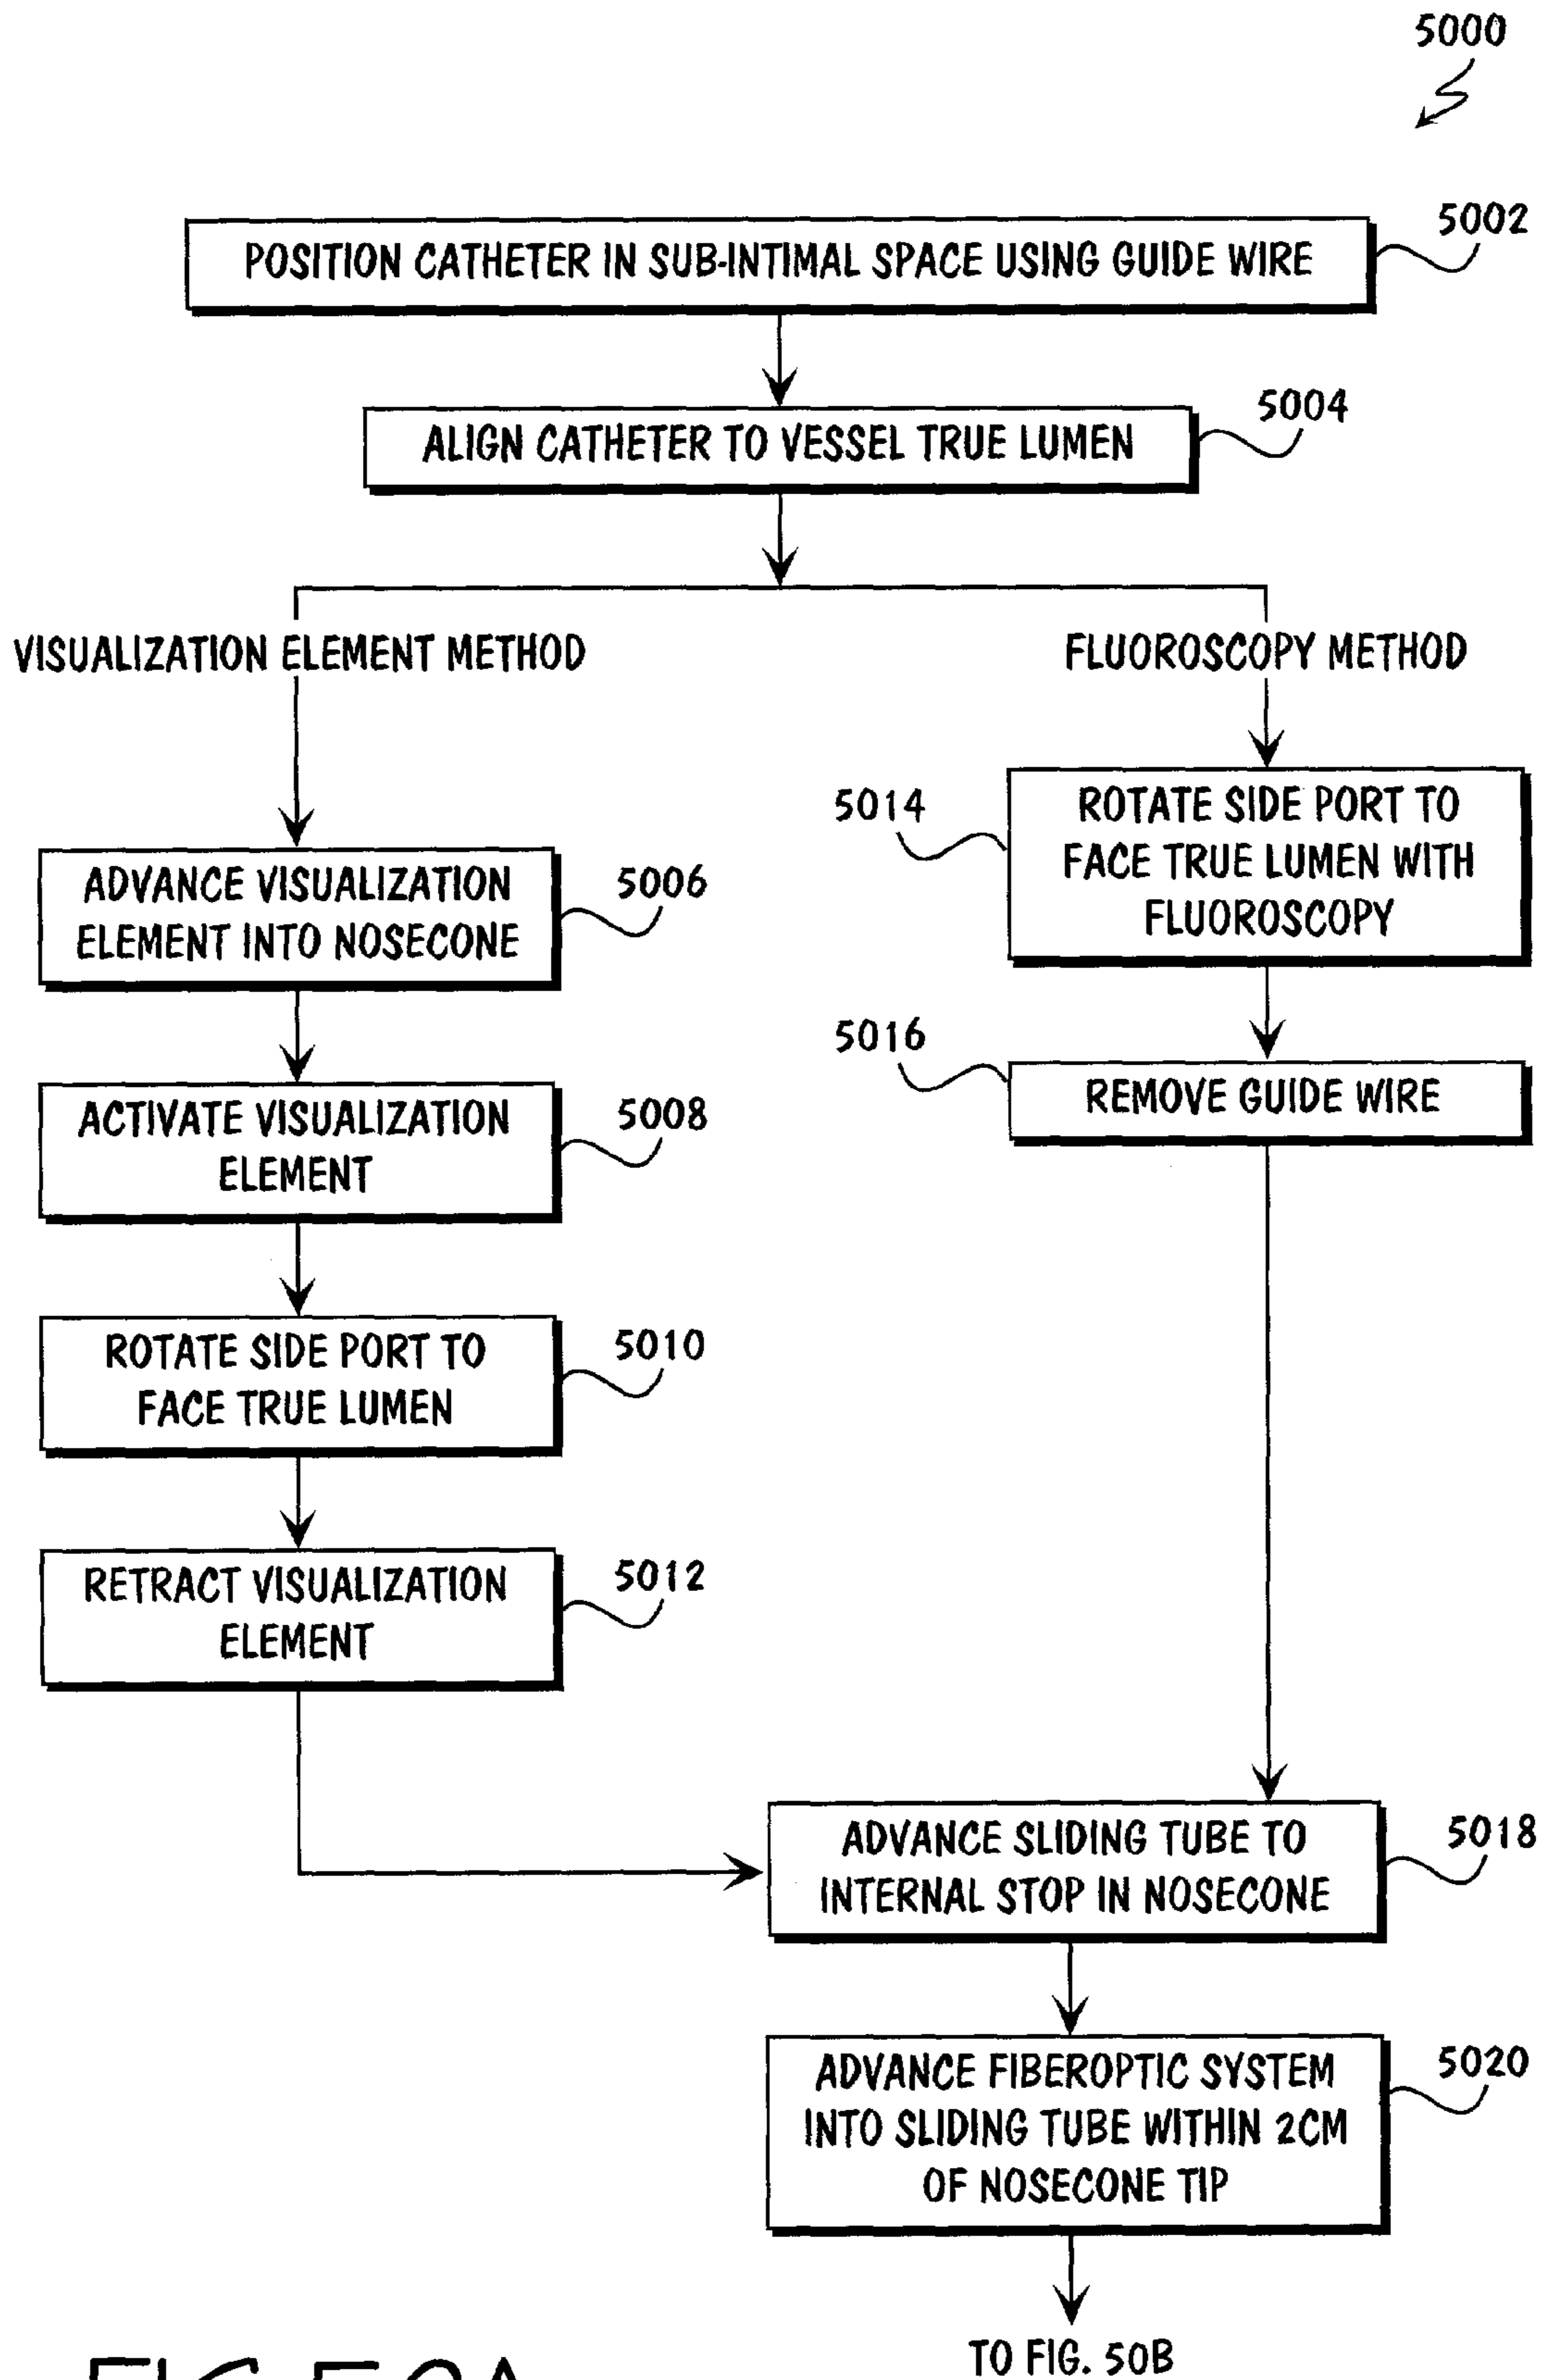 5000
POSITION CATHETER IN SUB-INTIMAL SPACE USING GUIDE WIRE
5002
ALIGN CATHETER TO VESSEL TRUE LUMEN
5004
VISUALIZATION ELEMENT METHOD
FLUOROSCOPY METHOD
ADVANCE VISUALIZATION
ELEMENT INTO NOSECONE
5006
ACTIVATE VISUALIZATION
ELEMENT
5008
ROTATE SIDE PORT TO
FACE TRUE LUMEN
5010
RETRACT VISUALIZATION
ELEMENT
5012
5014
ROTATE SIDE PORT TO
FACE TRUE LUMEN WITH
FLUOROSCOPY
5016
REMOVE GUIDE WIRE
ADVANCE SLIDING TUBE TO
INTERNAL STOP IN NOSECONE
5018
ADVANCE FIBEROPTIC SYSTEM
INTO SLIDING TUBE WITHIN 2CM
OF NOSECONE TIP
5020
TO FIG. 50B
FIG.50A